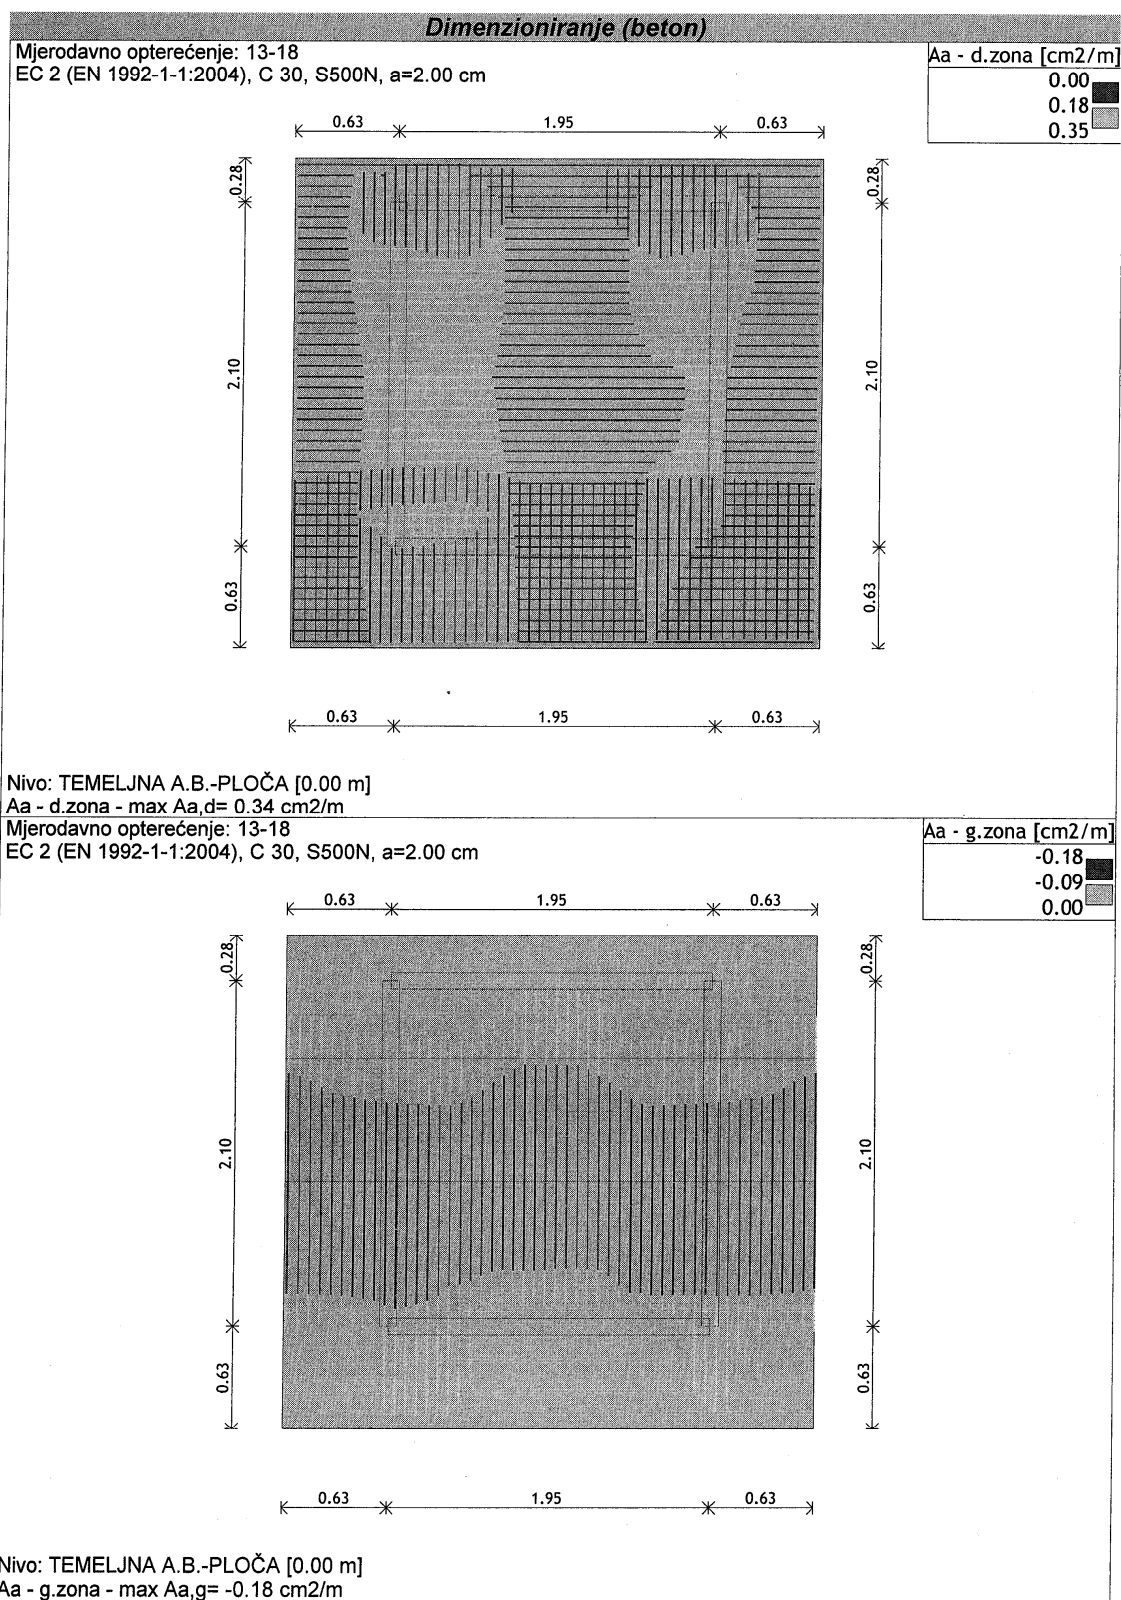 Dimenzioniranje (beton)
Mjerodavno opterećenje: 13-18
EC 2 (EN 1992-1-1:2004), C 30, S500N, a=2.00 cm
Aa - d.zona [cm2/m]
0.00
0.18
0.35
0.63 1.95 0.63
0.28 0.28
2.10 2.10
0.63 0.63
0.63 1.95 0.63
Nivo: TEMELJNA A.B.-PLOČA [0.00 m]
Aa - d.zona - max Aa,d= 0.34 cm2/m
Mjerodavno opterećenje: 13-18
EC 2 (EN 1992-1-1:2004), C 30, S500N, a=2.00 cm
Aa - g.zona [cm2/m]
-0.18
-0.09
0.00
0.63 1.95 0.63
0.28 0.28
2.10 2.10
0.63 0.63
0.63 1.95 0.63
Nivo: TEMELJNA A.B.-PLOČA [0.00 m]
Aa - g.zona - max Aa,g= -0.18 cm2/m